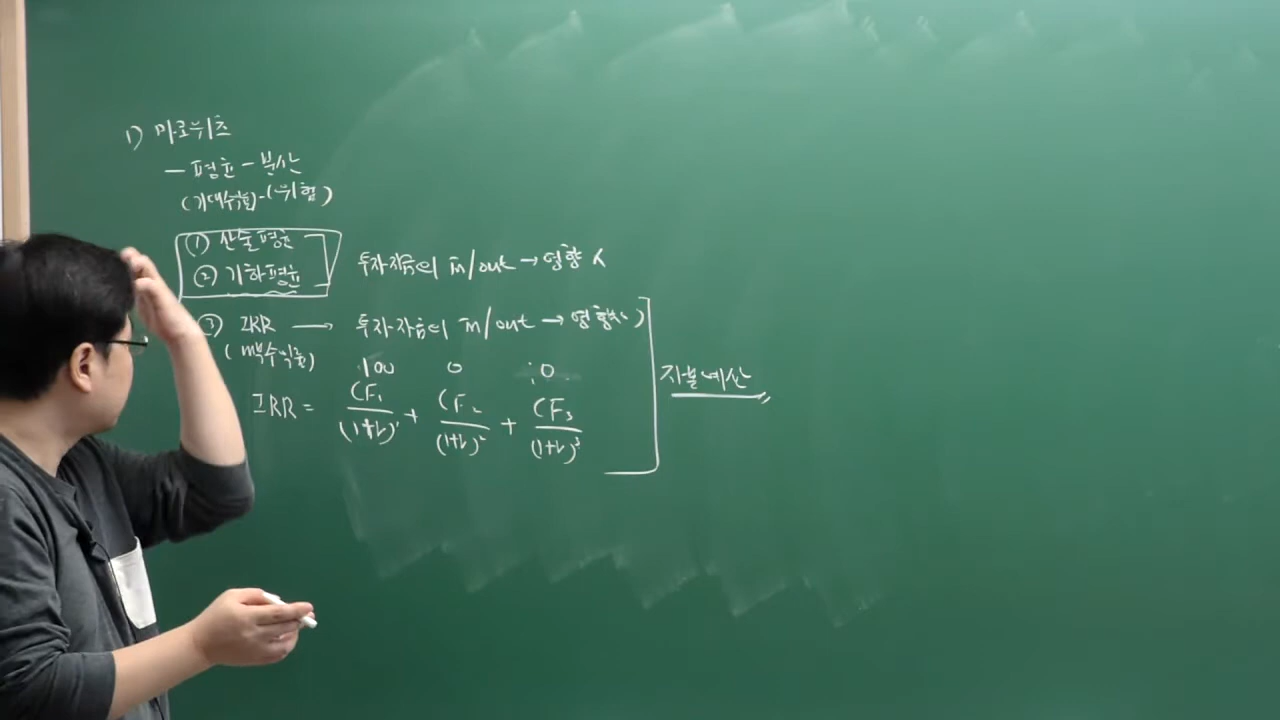 1) 마코위츠
— 평균 - 분산
(기대수익률)-(위험)
① 산술평균
② 기하평균
투자자금의 in/out → 영향 x
③ IRR → 투자자금의 in/out → 영향(o)
(내부수익률)
100 0 0
IRR = CF₁/(1+r)¹ + CF₂/(1+r)² + CF₃/(1+r)³
자본예산